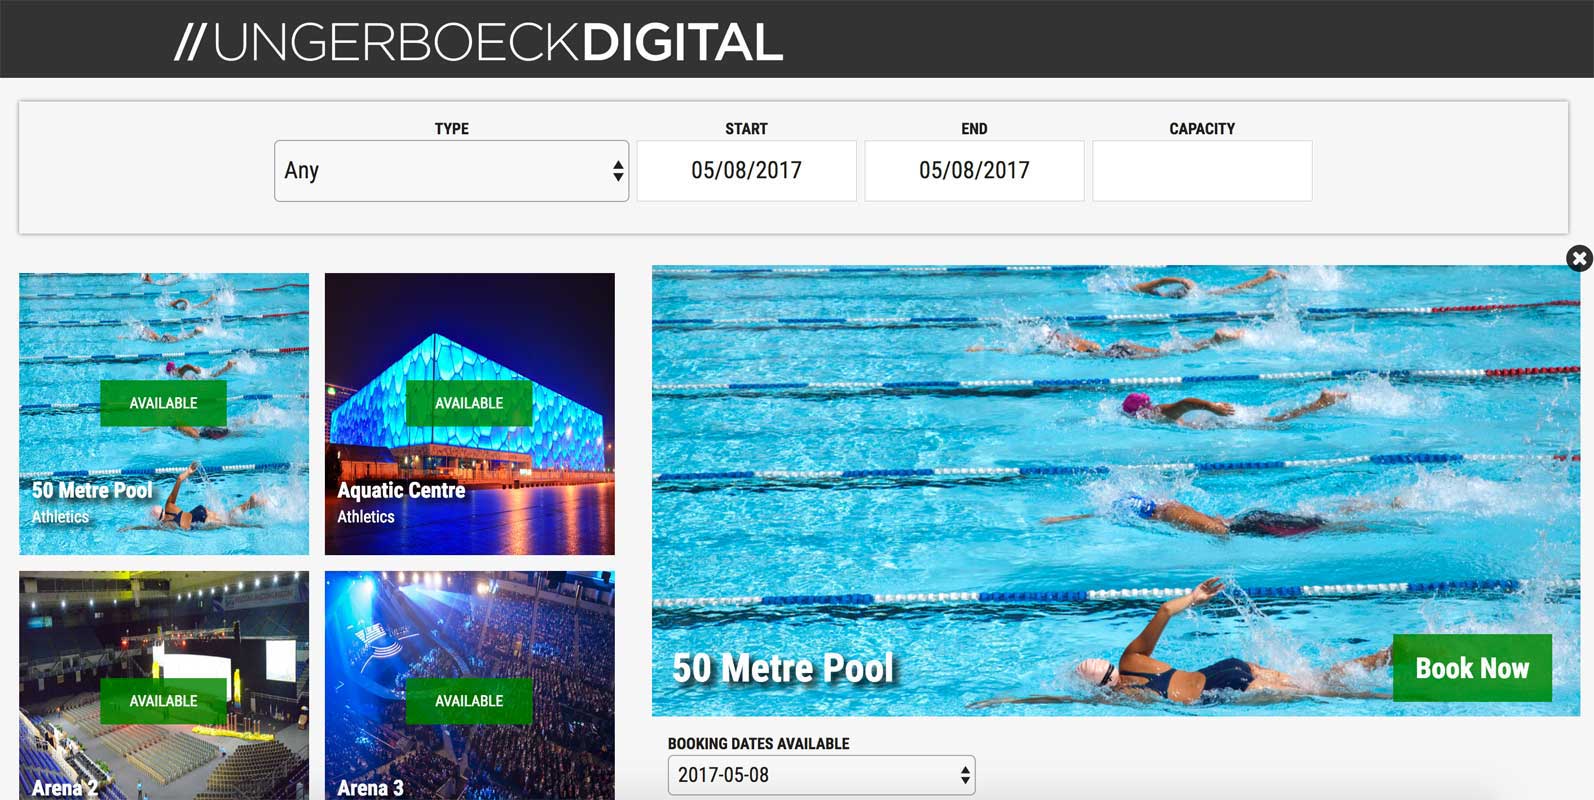 //UNGERBOECKDIGITAL
TYPE
START
END
CAPACITY
Any
05/08/2017
05/08/2017
AVAILABLE
50 Metre Pool
Athletics
AVAILABLE
Aquatic Centre
Athletics
AVAILABLE
Arena 2
AVAILABLE
Arena 3
50 Metre Pool
Book Now
BOOKING DATES AVAILABLE
2017-05-08